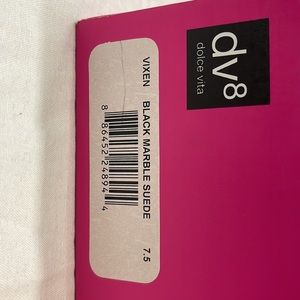 dv8
dolce vita
VIXEN
BLACK MARBLE SUEDE
7.5
8 86452 24894 4